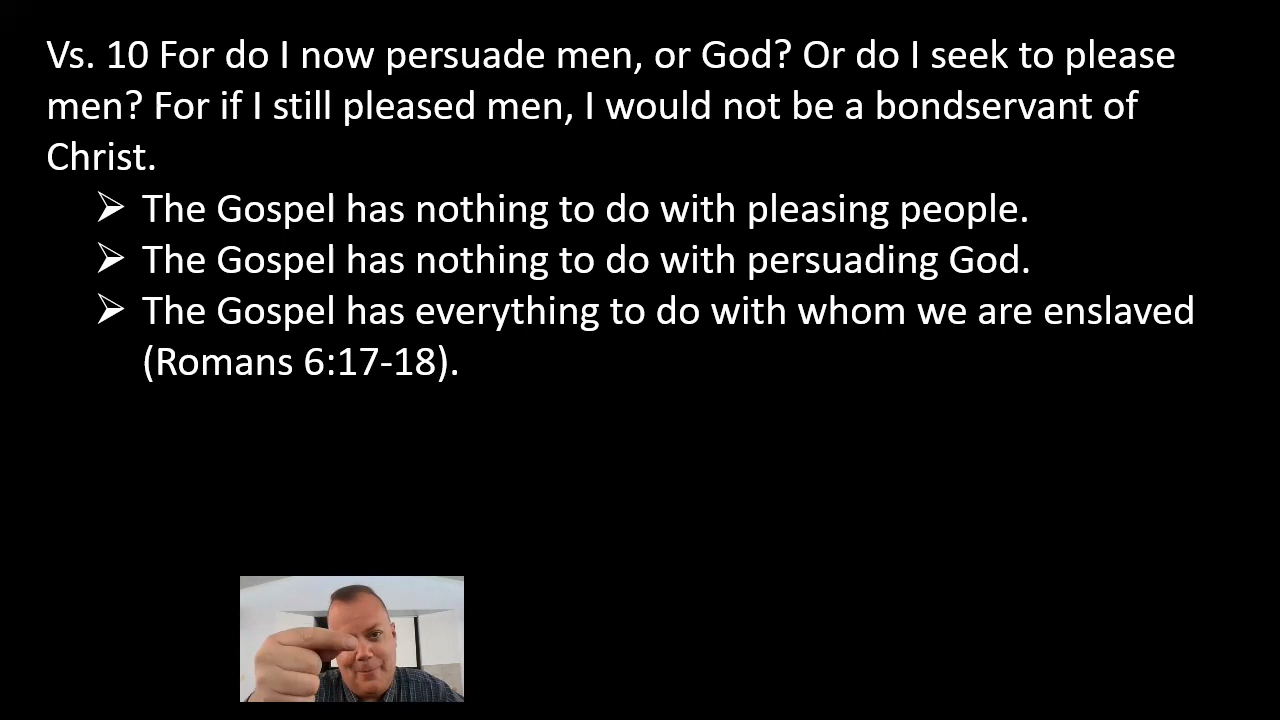 Vs. 10 For do I now persuade men, or God? Or do I seek to please
men? For if I still pleased men, I would not be a bondservant of
Christ.
The Gospel has nothing to do with pleasing people.
The Gospel has nothing to do with persuading God.
The Gospel has everything to do with whom we are enslaved
(Romans 6:17-18).